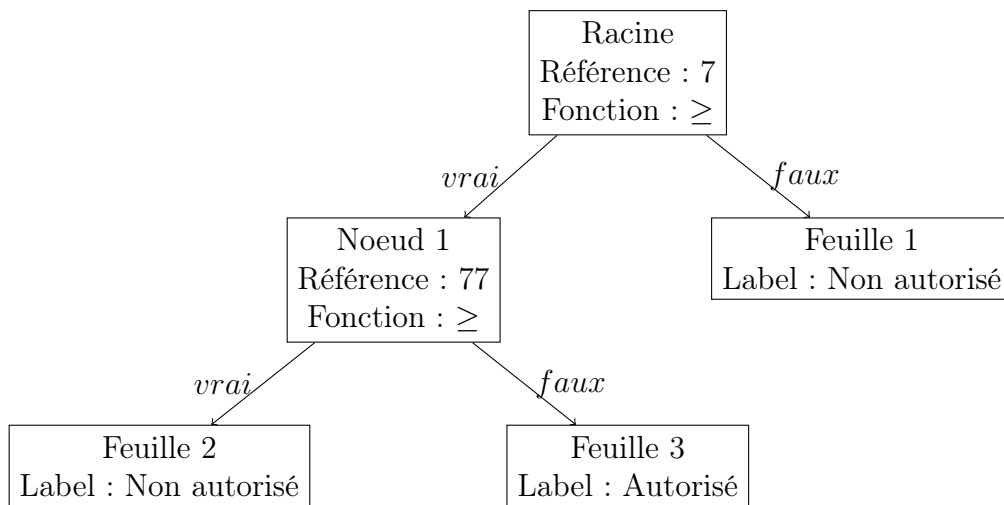 Racine
Référence : 7
Fonction : ≥
vrai
faux
Noeud 1
Référence : 77
Fonction : ≥
Feuille 1
Label : Non autorisé
vrai
faux
Feuille 2
Label : Non autorisé
Feuille 3
Label : Autorisé